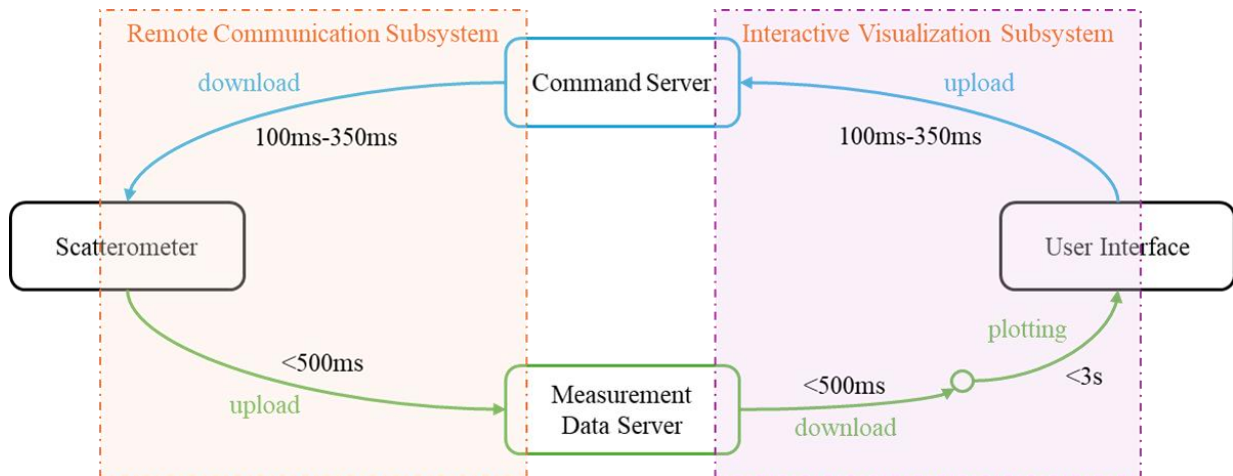 Remote Communication Subsystem
Interactive Visualization Subsystem
download
Command Server
upload
100ms-350ms
100ms-350ms
Scatterometer
User Interface
<500ms
upload
Measurement
Data Server
<500ms
download
plotting
<3s